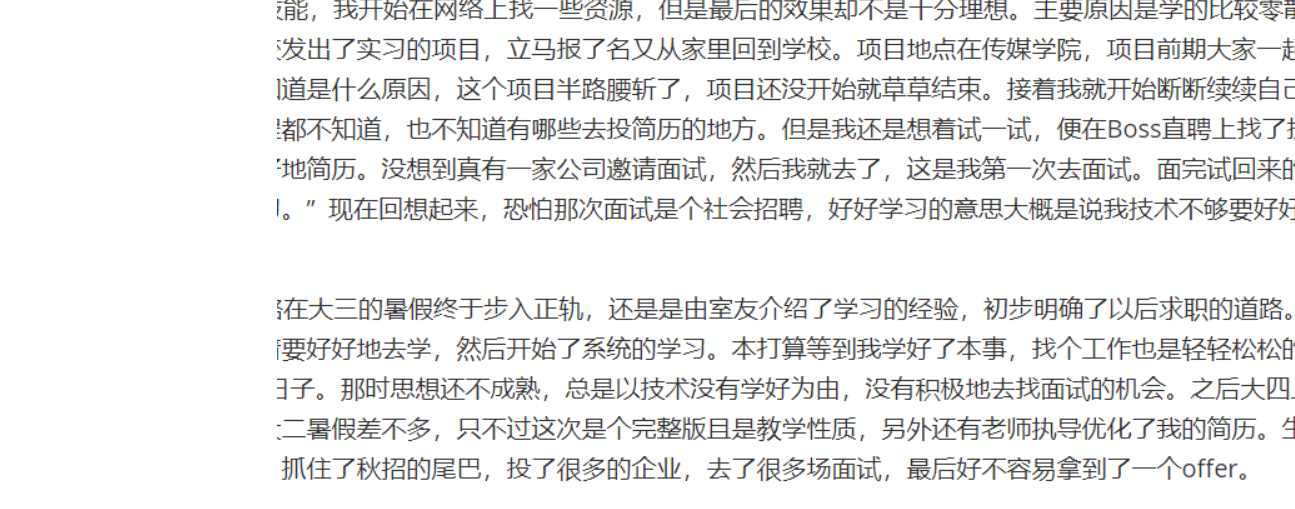 能，我开始在网络上找一些资源，但是最后的效果却不是十分理想。主要原因是学的比较零
发出了实习的项目，立马报了名又从家里回到学校。项目地点在传媒学院，项目前期大家一起
道是什么原因，这个项目半路腰斩了，项目还没开始就草草结束。接着我就开始断断续续自己
都不知道，也不知道有哪些去投简历的地方。但是我还是想着试一试，便在Boss直聘上找了
地简历。没想到真有一家公司邀请面试，然后我就去了，这是我第一次去面试。面完试回来的
。”现在回想起来，恐怕那次面试是个社会招聘，好好学习的意思大概是说我技术不够要好好
在大三的暑假终于步入正轨，还是是由室友介绍了学习的经验，初步明确了以后求职的道路。
要好好地去学，然后开始了系统的学习。本打算等到我学好了本事，找个工作也是轻轻松松的
日子。那时思想还不成熟，总是以技术没有学好为由，没有积极地去找面试的机会。之后大四
二暑假差不多，只不过这次是个完整版且是教学性质，另外还有老师执导优化了我的简历。
抓住了秋招的尾巴，投了很多的企业，去了很多场面试，最后好不容易拿到了一个offer。